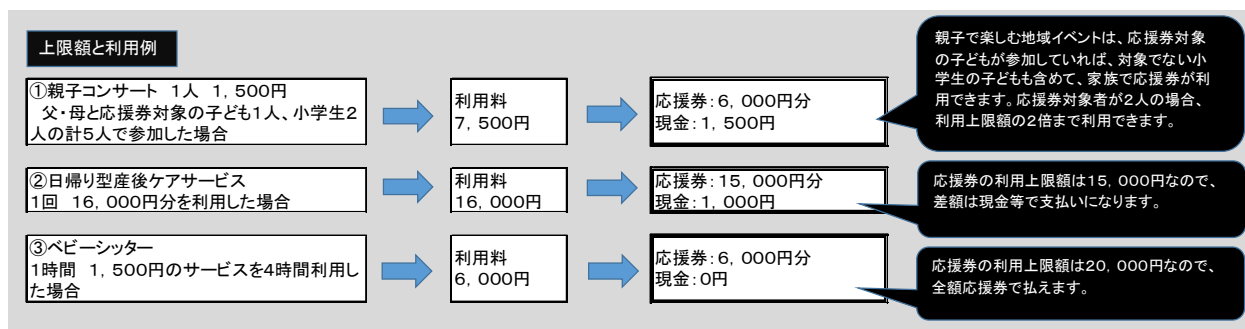 上限額と利用例
①親子コンサート 1人 1,500円
父・母と応援券対象の子ども1人、小学生2
人の計5人で参加した場合
利用料
7,500円
応援券:6,000円分
現金:1,500円
親子で楽しむ地域イベントは、応援券対象
の子どもが参加していれば、対象でない小
学生の子どもも含めて、家族で応援券が利
用できます。応援券対象者が2人の場合、
利用上限額の2倍まで利用できます。
②日帰り型産後ケアサービス
1回 16,000円分を利用した場合
利用料
16,000円
応援券:15,000円分
現金:1,000円
応援券の利用上限額は15,000円なので、
差額は現金等で支払いになります。
③ベビーシッター
1時間 1,500円のサービスを4時間利用し
た場合
利用料
6,000円
応援券:6,000円分
現金:0円
応援券の利用上限額は20,000円なので、
全額応援券で払えます。